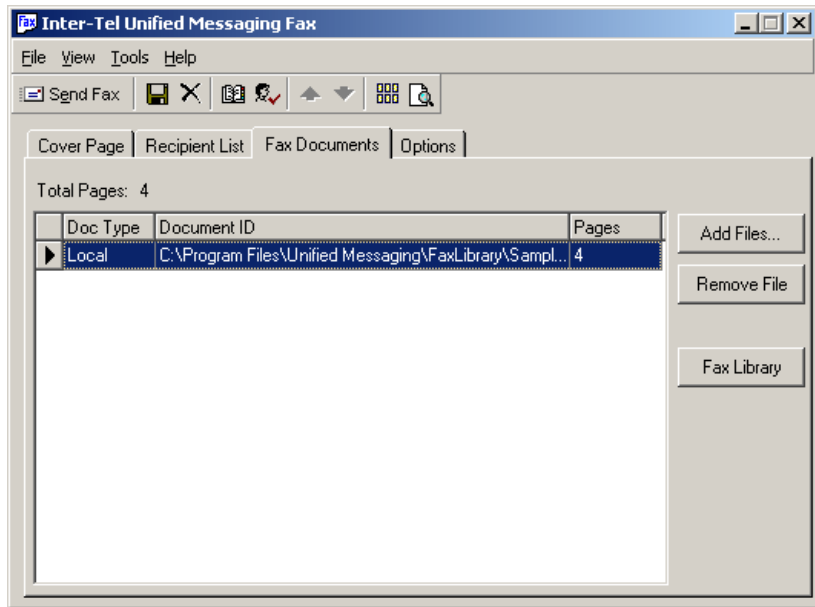 Fax Inter-Tel Unified Messaging Fax
File View Tools Help
Send Fax
Cover Page Recipient List Fax Documents Options
Total Pages: 4
Doc Type Document ID Pages
Local C:\Program Files\Unified Messaging\FaxLibrary\Sampl... 4
Add Files...
Remove File
Fax Library